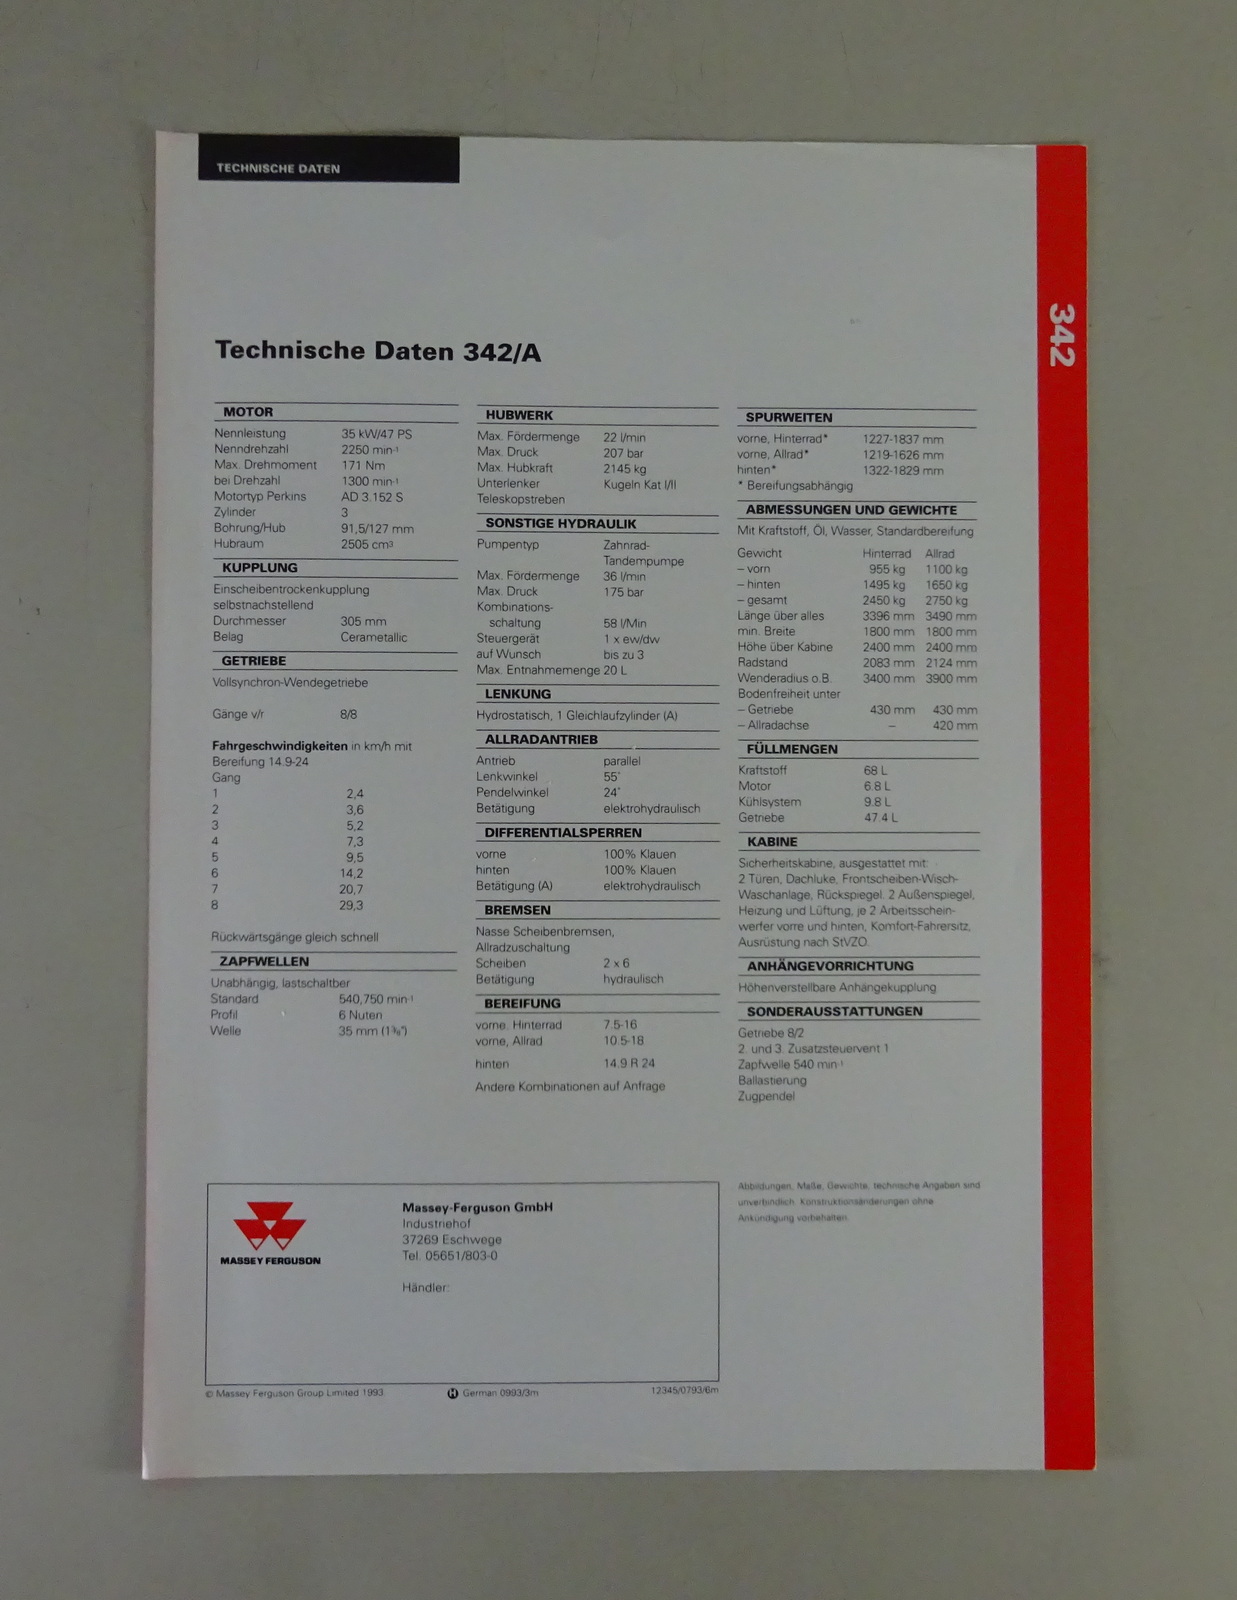 TECHNISCHE DATEN
342
Technische Daten 342/A
MOTOR
Nennleistung 35 kW/47 PS
Nenndrehzahl 2250 min-1
Max. Drehmoment 171 Nm
bei Drehzahl 1300 min-1
Motortyp Perkins AD 3.152 S
Zylinder 3
Bohrung/Hub 91,5/127 mm
Hubraum 2505 cm³
KUPPLUNG
Einscheibentrockenkupplung
selbstnachstellend
Durchmesser 305 mm
Belag Cerametallic
GETRIEBE
Vollsynchron-Wendegetriebe
Gänge v/r 8/8
Fahrgeschwindigkeiten in km/h mit
Bereifung 14.9-24
Gang
1 2,4
2 3,6
3 5,2
4 7,3
5 9,5
6 14,2
7 20,7
8 29,3
Rückwärtsgänge gleich schnell
ZAPFWELLEN
Unabhängig, lastschaltber
Standard 540,750 min-1
Profil 6 Nuten
Welle 35 mm (1⅜")
HUBWERK
Max. Fördermenge 22 l/min
Max. Druck 207 bar
Max. Hubkraft 2145 kg
Unterlenker Kugeln Kat I/II
Teleskopstreben
SONSTIGE HYDRAULIK
Pumpentyp Zahnrad-
Tandempumpe
Max. Fördermenge 36 l/min
Max. Druck 175 bar
Kombinations-
schaltung 58 l/Min
Steuergerät 1 x ew/dw
auf Wunsch bis zu 3
Max. Entnahmemenge 20 L
LENKUNG
Hydrostatisch, 1 Gleichlaufzylinder (A)
ALLRADANTRIEB
Antrieb parallel
Lenkwinkel 55°
Pendelwinkel 24°
Betätigung elektrohydraulisch
DIFFERENTIALSPERREN
vorne 100% Klauen
hinten 100% Klauen
Betätigung (A) elektrohydraulisch
BREMSEN
Nasse Scheibenbremsen,
Allradzuschaltung
Scheiben 2 x 6
Betätigung hydraulisch
BEREIFUNG
vorne, Hinterrad 7.5-16
vorne, Allrad 10.5-18
hinten 14.9 R 24
Andere Kombinationen auf Anfrage
SPURWEITEN
vorne, Hinterrad* 1227-1837 mm
vorne, Allrad* 1219-1626 mm
hinten* 1322-1829 mm
* Bereifungsabhängig
ABMESSUNGEN UND GEWICHTE
Mit Kraftstoff, Öl, Wasser, Standardbereifung
Gewicht Hinterrad Allrad
– vorn 955 kg 1100 kg
– hinten 1495 kg 1650 kg
– gesamt 2450 kg 2750 kg
Länge über alles 3396 mm 3490 mm
min. Breite 1800 mm 1800 mm
Höhe über Kabine 2400 mm 2400 mm
Radstand 2083 mm 2124 mm
Wenderadius o.B. 3400 mm 3900 mm
Bodenfreiheit unter
– Getriebe 430 mm 430 mm
– Allradachse – 420 mm
FÜLLMENGEN
Kraftstoff 68 L
Motor 6.8 L
Kühlsystem 9.8 L
Getriebe 47.4 L
KABINE
Sicherheitskabine, ausgestattet mit:
2 Türen, Dachluke, Frontscheiben-Wisch-
Waschanlage, Rückspiegel, 2 Außenspiegel,
Heizung und Lüftung, je 2 Arbeitsschein-
werfer vorre und hinten, Komfort-Fahrersitz,
Ausrüstung nach StVZO.
ANHÄNGEVORRICHTUNG
Höhenverstellbare Anhängekupplung
SONDERAUSSTATTUNGEN
Getriebe 8/2
2. und 3. Zusatzsteuervent 1
Zapfwelle 540 min-1
Ballastierung
Zugpendel
MASSEY FERGUSON
Massey-Ferguson GmbH
Industriehof
37269 Eschwege
Tel. 05651/803-0
Händler:
Abbildungen, Maße, Gewichte, technische Angaben sind
unverbindlich. Konstruktionsänderungen ohne
Ankündigung vorbehalten.
© Massey Ferguson Group Limited 1993
H German 0993/3m
12345/0793/6m